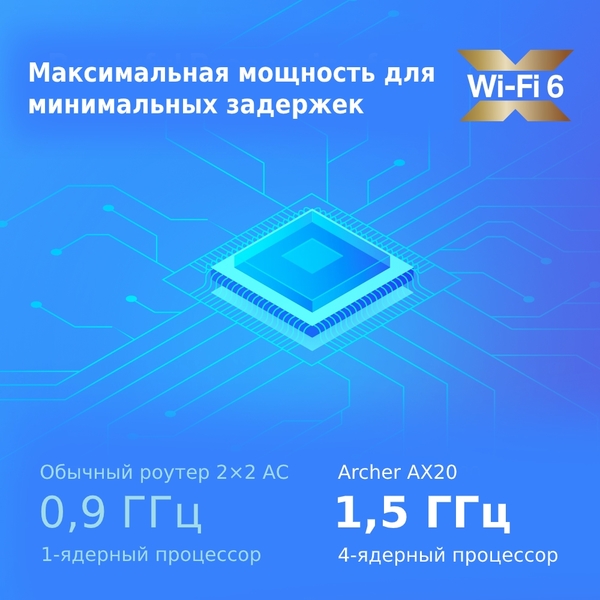 Максимальная мощность для
минимальных задержек
Wi-Fi 6
Обычный роутер 2×2 AC
0,9 ГГц
1-ядерный процессор
Archer AX20
1,5 ГГц
4-ядерный процессор